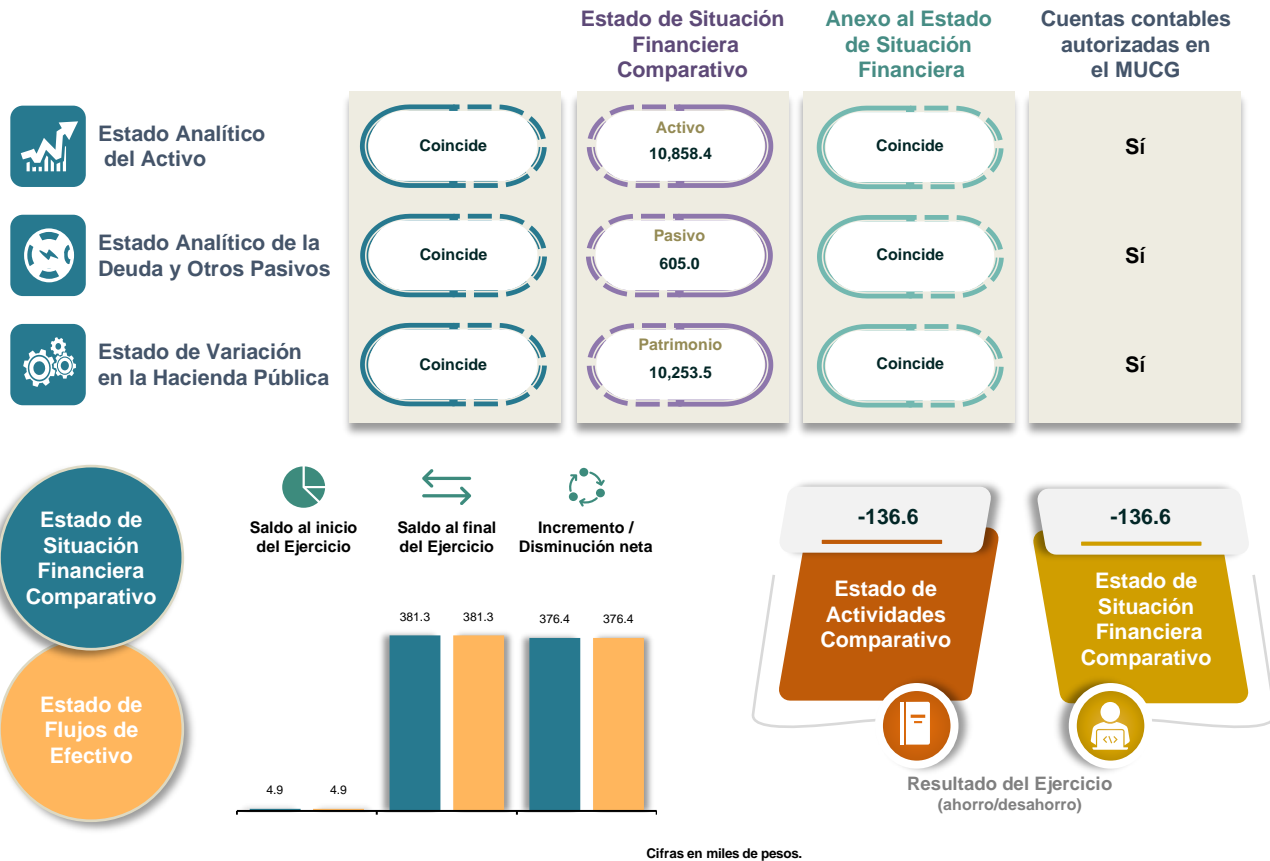 Estado de Situación
Financiera
Comparativo
Anexo al Estado
de Situación
Financiera
Cuentas contables
autorizadas en
el MUCG
Estado Analítico
del Activo
Coincide
Activo
10,858.4
Coincide
Sí
Estado Analítico de la
Deuda y Otros Pasivos
Coincide
Pasivo
605.0
Coincide
Sí
Estado de Variación
en la Hacienda Pública
Coincide
Patrimonio
10,253.5
Coincide
Sí
Estado de
Situación
Financiera
Comparativo
Estado de
Flujos de
Efectivo
Saldo al inicio
del Ejercicio
Saldo al final
del Ejercicio
Incremento /
Disminución neta
4.9
4.9
381.3
381.3
376.4
376.4
-136.6
Estado de
Actividades
Comparativo
-136.6
Estado de
Situación
Financiera
Comparativo
Resultado del Ejercicio
(ahorro/desahorro)
Cifras en miles de pesos.